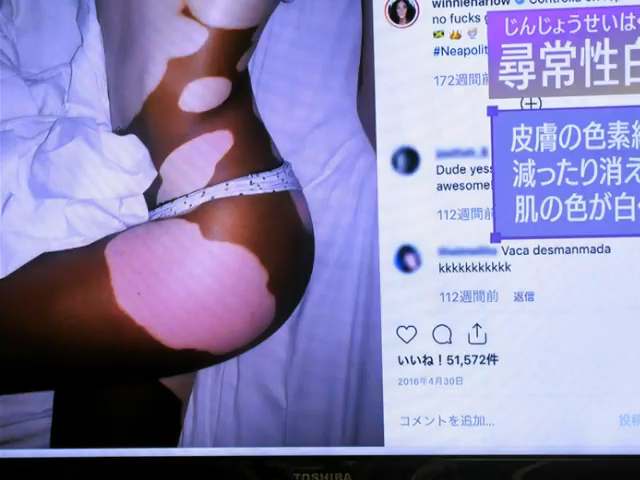 winnieharlow
no fucks
#Neapolit
172週間前
じんじょうせいは
尋常性白
皮膚の色素
減ったり消え
肌の色が白
Dude yess
awesome!
112週間前
Vaca desmanmada
kkkkkkkkkkk
112週間前 返信
いいね！51,572件
2016年4月30日
コメントを追加...
投稿
TOSHIBA